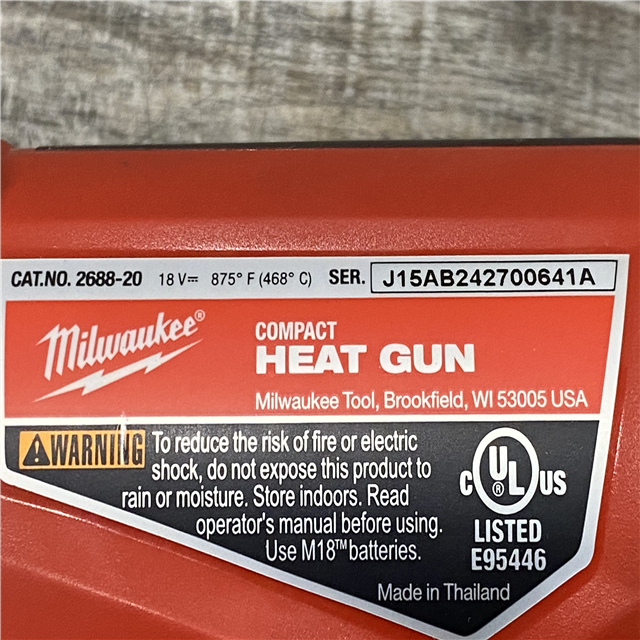 CAT.NO. 2688-20 18 V⎓ 875° F (468° C) SER. J15AB242700641A
Milwaukee®
COMPACT
HEAT GUN
Milwaukee Tool, Brookfield, WI 53005 USA
⚠WARNING To reduce the risk of fire or electric
shock, do not expose this product to
rain or moisture. Store indoors. Read
operator's manual before using.
Use M18™batteries.
C UL® US
LISTED
E95446
Made in Thailand